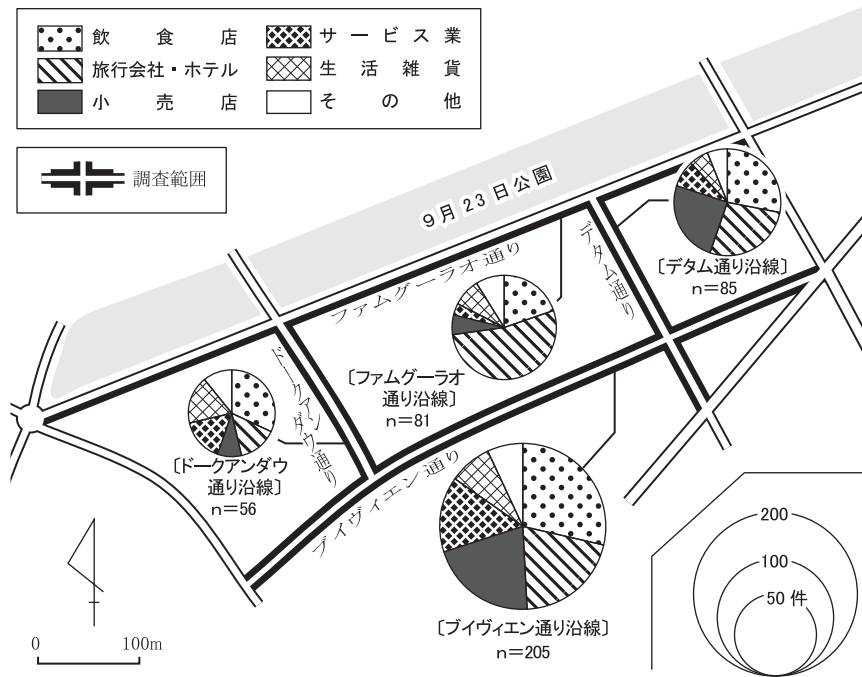 飲食店
サービス業
旅行会社・ホテル
生活雑貨
小売店
その他
調査範囲
9月23日公園
ファムグーラオ通り
デタム通り
〔デタム通り沿線〕
n=85
〔ファムグーラオ
通り沿線〕
n=81
ドークアンダウ通り
〔ドークアンダウ
通り沿線〕
n=56
ブイヴィエン通り
〔ブイヴィエン通り沿線〕
n=205
200
100
50件
0 100m